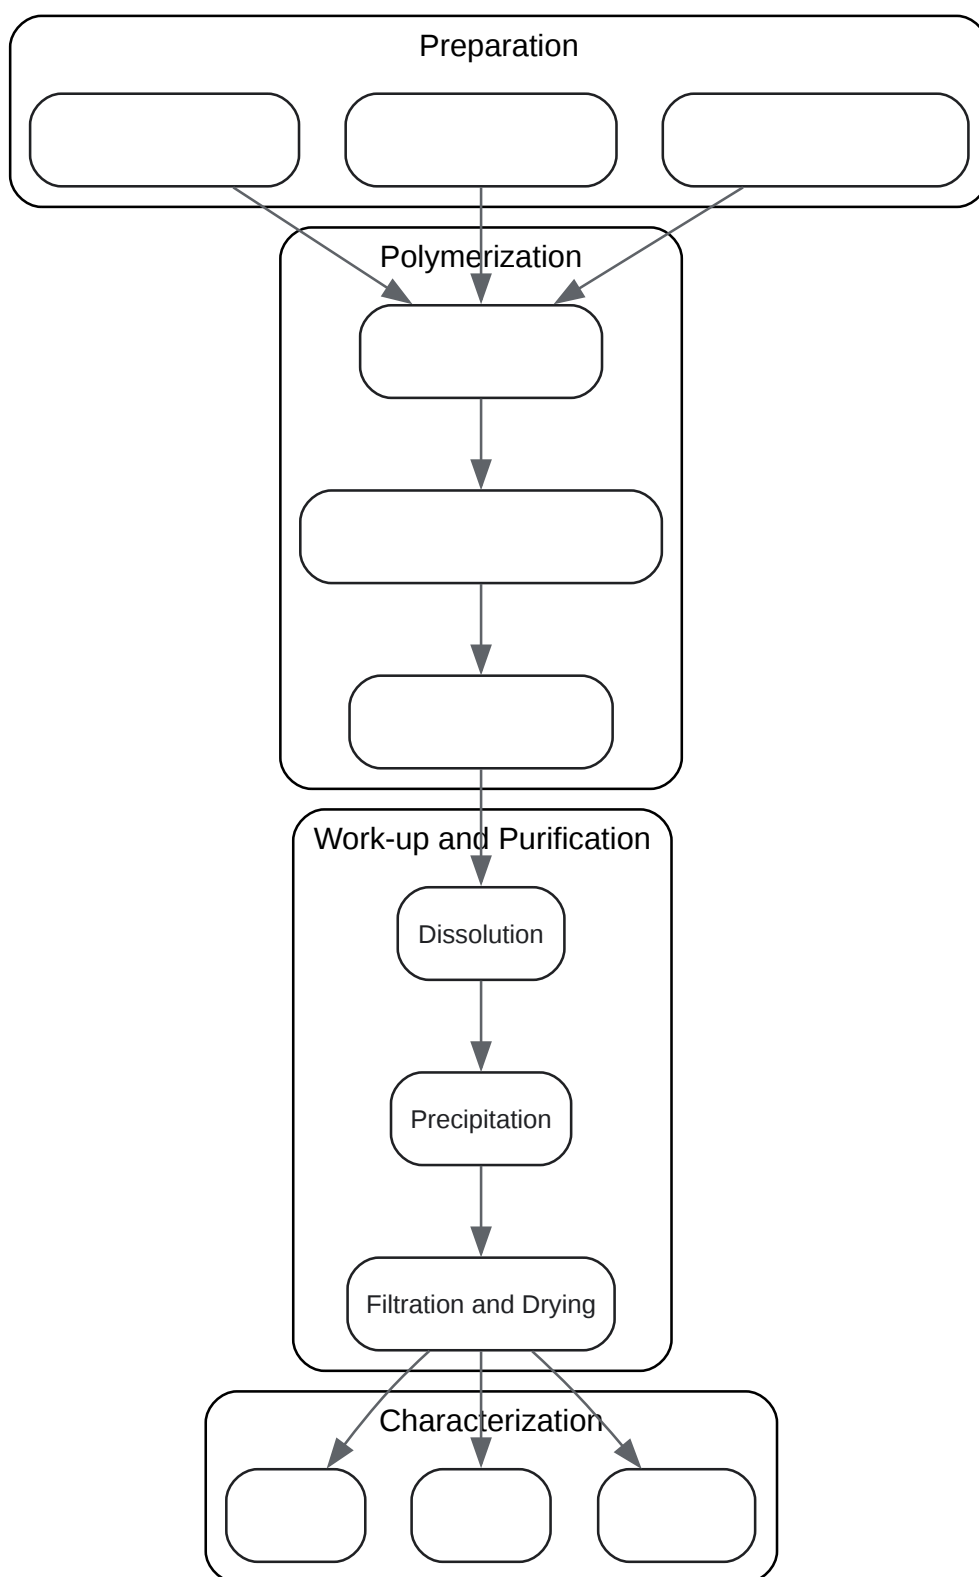 Preparation
Polymerization
Work-up and Purification
Dissolution
Precipitation
Filtration and Drying
Characterization